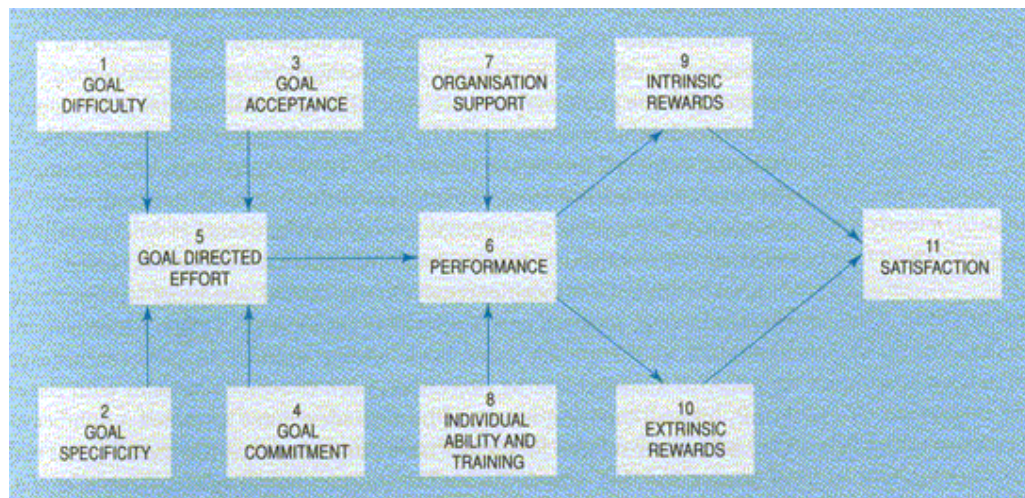 1
GOAL
DIFFICULTY
3
GOAL
ACCEPTANCE
7
ORGANISATION
SUPPORT
9
INTRINSIC
REWARDS
5
GOAL DIRECTED
EFFORT
6
PERFORMANCE
11
SATISFACTION
2
GOAL
SPECIFICITY
4
GOAL
COMMITMENT
8
INDIVIDUAL
ABILITY AND
TRAINING
10
EXTRINSIC
REWARDS